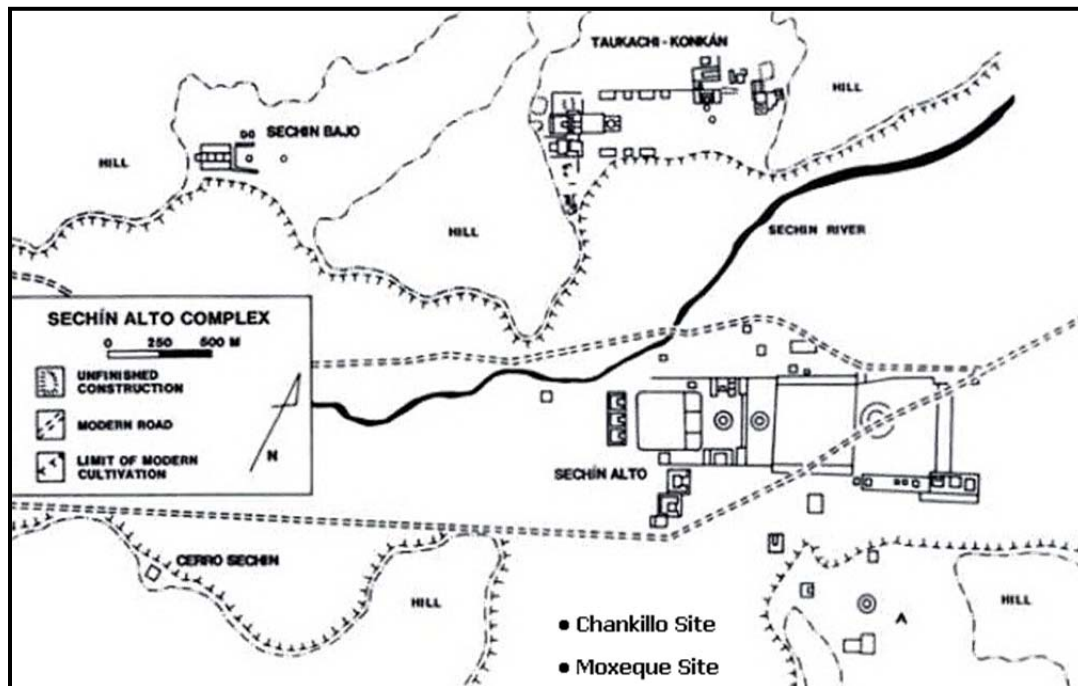 TAUKACHI - KONKÁN
HILL
SECHIN BAJO
HILL
HILL
SECHIN RIVER
SECHÍN ALTO COMPLEX
0 250 500 M
UNFINISHED
CONSTRUCTION
MODERN ROAD
LIMIT OF MODERN
CULTIVATION
N
SECHÍN ALTO
CERRO SECHIN
HILL
HILL
• Chankillo Site
• Moxeque Site